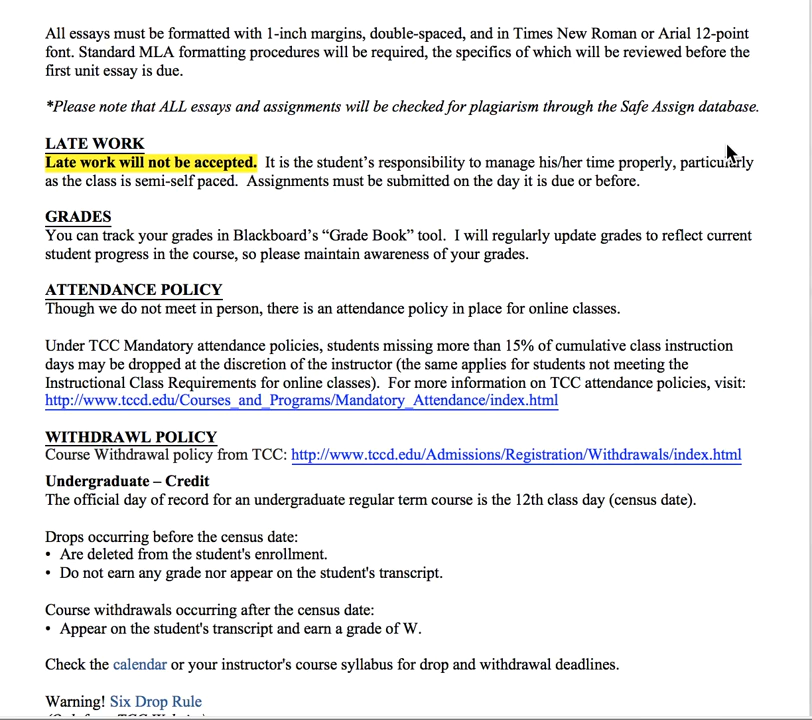 All essays must be formatted with 1-inch margins, double-spaced, and in Times New Roman or Arial 12-point
font. Standard MLA formatting procedures will be required, the specifics of which will be reviewed before the
first unit essay is due.
*Please note that ALL essays and assignments will be checked for plagiarism through the Safe Assign database.
LATE WORK
Late work will not be accepted. It is the student’s responsibility to manage his/her time properly, particularly
as the class is semi-self paced. Assignments must be submitted on the day it is due or before.
GRADES
You can track your grades in Blackboard’s “Grade Book” tool. I will regularly update grades to reflect current
student progress in the course, so please maintain awareness of your grades.
ATTENDANCE POLICY
Though we do not meet in person, there is an attendance policy in place for online classes.
Under TCC Mandatory attendance policies, students missing more than 15% of cumulative class instruction
days may be dropped at the discretion of the instructor (the same applies for students not meeting the
Instructional Class Requirements for online classes). For more information on TCC attendance policies, visit:
http://www.tccd.edu/Courses_and_Programs/Mandatory_Attendance/index.html
WITHDRAWL POLICY
Course Withdrawal policy from TCC: http://www.tccd.edu/Admissions/Registration/Withdrawals/index.html
Undergraduate – Credit
The official day of record for an undergraduate regular term course is the 12th class day (census date).
Drops occurring before the census date:
• Are deleted from the student's enrollment.
• Do not earn any grade nor appear on the student's transcript.
Course withdrawals occurring after the census date:
• Appear on the student's transcript and earn a grade of W.
Check the calendar or your instructor's course syllabus for drop and withdrawal deadlines.
Warning! Six Drop Rule